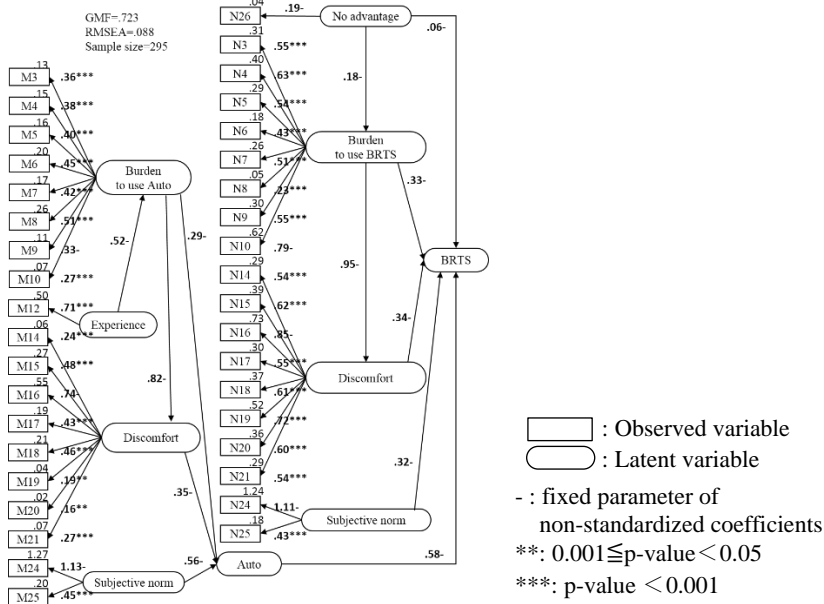 GMF=.723
RMSEA=.088
Sample size=295
.13
M3 .36***
.15
M4 .38***
.16
M5 .40***
.20
M6 .45***
.17
M7 .42***
.26
M8 .51***
.11
M9 .33-
.07
M10 .27***
.50
M12 .71***
.06
M14 .24***
.27
M15 .48***
.55
M16 .74-
.19
M17 .43***
.21
M18 .46***
.04
M19 .19**
.02
M20 .16**
.07
M21 .27***
1.27
M24 1.13-
.20
M25 .45***
Burden
to use Auto
.52-
Experience
.82-
.29-
Discomfort
.35-
Subjective norm
.56-
Auto
.58-
.04
N26 .19-
.31
N3 .55***
.40
N4 .63***
.29
N5 .54***
.18
N6 .43***
.26
N7 .51***
.05
N8 .23***
.30
N9 .55***
.62
N10 .79-
.29
N14 .54***
.39
N15 .62***
.73
N16 .85-
.30
N17 .55***
.37
N18 .61***
.52
N19 .72***
.36
N20 .60***
.29
N21 .54***
1.24
N24 1.11-
.18
N25 .43***
No advantage
.06-
.18-
Burden
to use BRTS
.33-
.95-
BRTS
.34-
Discomfort
.32-
Subjective norm
: Observed variable
: Latent variable
- : fixed parameter of
non-standardized coefficients
**: 0.001≦p-value<0.05
***: p-value <0.001